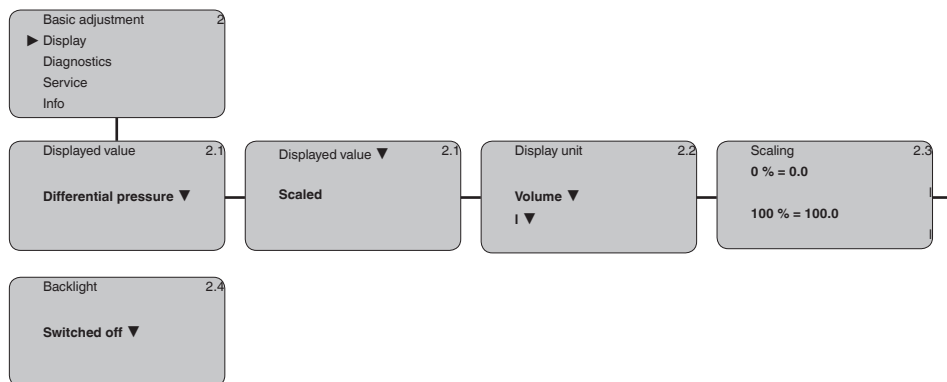 Basic adjustment 2
▶ Display
Diagnostics
Service
Info
Displayed value 2.1
Differential pressure ▼
Displayed value ▼ 2.1
Scaled
Display unit 2.2
Volume ▼
l ▼
Scaling 2.3
0 % = 0.0
l
100 % = 100.0
l
Backlight 2.4
Switched off ▼